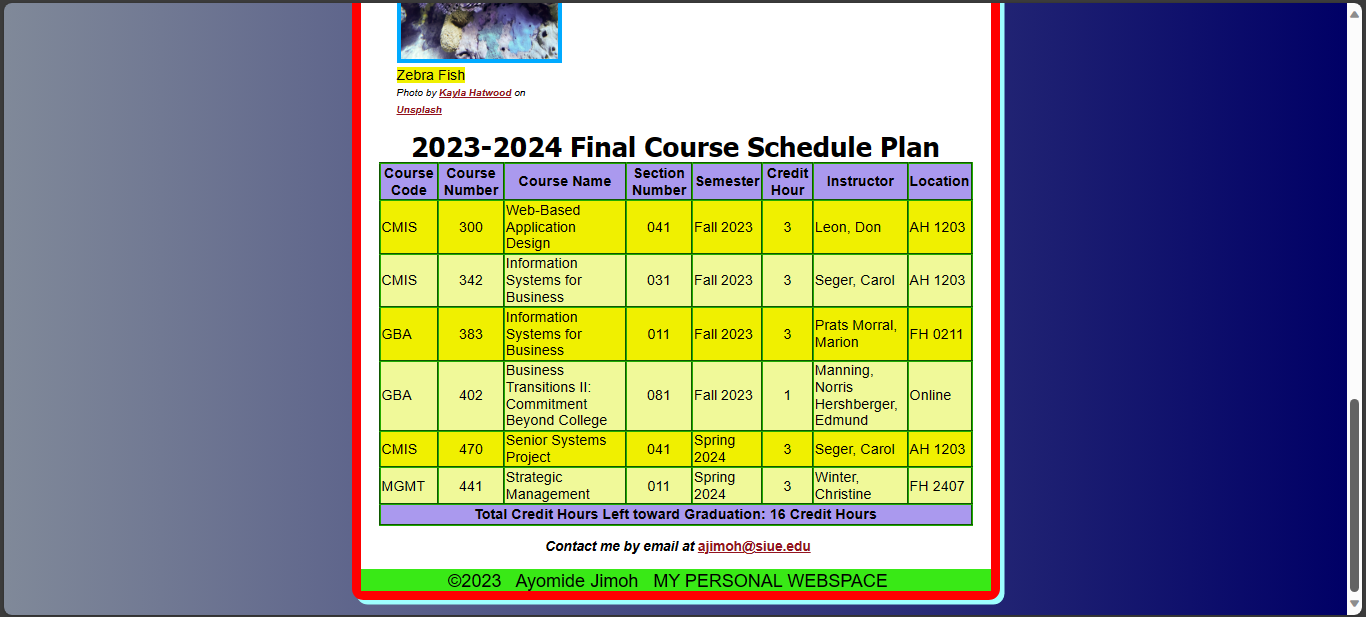 Zebra Fish
Photo by Kayla Hatwood on
Unsplash
2023-2024 Final Course Schedule Plan
Course Code Course Number Course Name Section Number Semester Credit Hour Instructor Location
CMIS 300 Web-Based Application Design 041 Fall 2023 3 Leon, Don AH 1203
CMIS 342 Information Systems for Business 031 Fall 2023 3 Seger, Carol AH 1203
GBA 383 Information Systems for Business 011 Fall 2023 3 Prats Morral, Marion FH 0211
GBA 402 Business Transitions II: Commitment Beyond College 081 Fall 2023 1 Manning, Norris Hershberger, Edmund Online
CMIS 470 Senior Systems Project 041 Spring 2024 3 Seger, Carol AH 1203
MGMT 441 Strategic Management 011 Spring 2024 3 Winter, Christine FH 2407
Total Credit Hours Left toward Graduation: 16 Credit Hours
Contact me by email at ajimoh@siue.edu
©2023 Ayomide Jimoh MY PERSONAL WEBSPACE